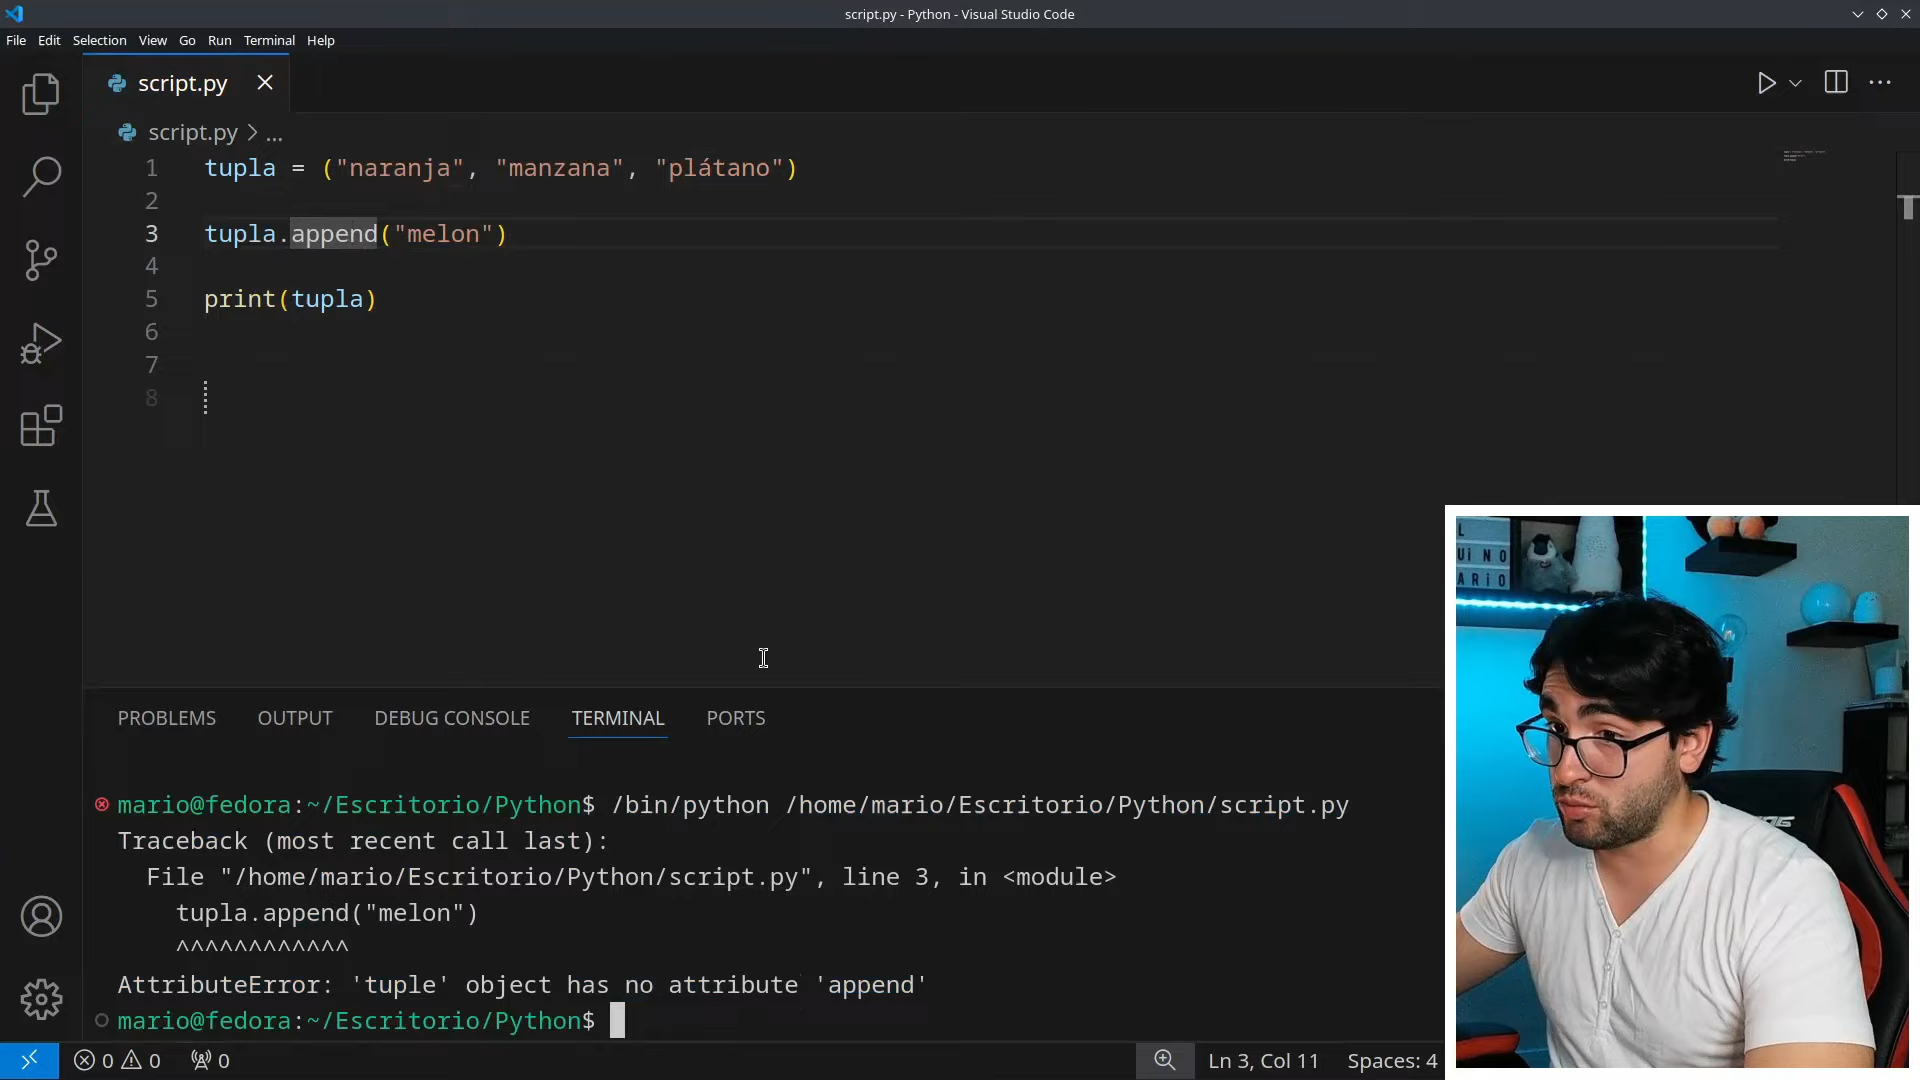 script.py - Python - Visual Studio Code
File Edit Selection View Go Run Terminal Help
script.py
script.py > ...
1 tupla = ("naranja", "manzana", "plátano")
2
3 tupla.append("melon")
4
5 print(tupla)
6
7
8
PROBLEMS OUTPUT DEBUG CONSOLE TERMINAL PORTS
mario@fedora:~/Escritorio/Python$ /bin/python /home/mario/Escritorio/Python/script.py
Traceback (most recent call last):
  File "/home/mario/Escritorio/Python/script.py", line 3, in <module>
    tupla.append("melon")
    ^^^^^^^^^^^^
AttributeError: 'tuple' object has no attribute 'append'
mario@fedora:~/Escritorio/Python$
0 0 0 Ln 3, Col 11 Spaces: 4
L
UiNO
ARiO